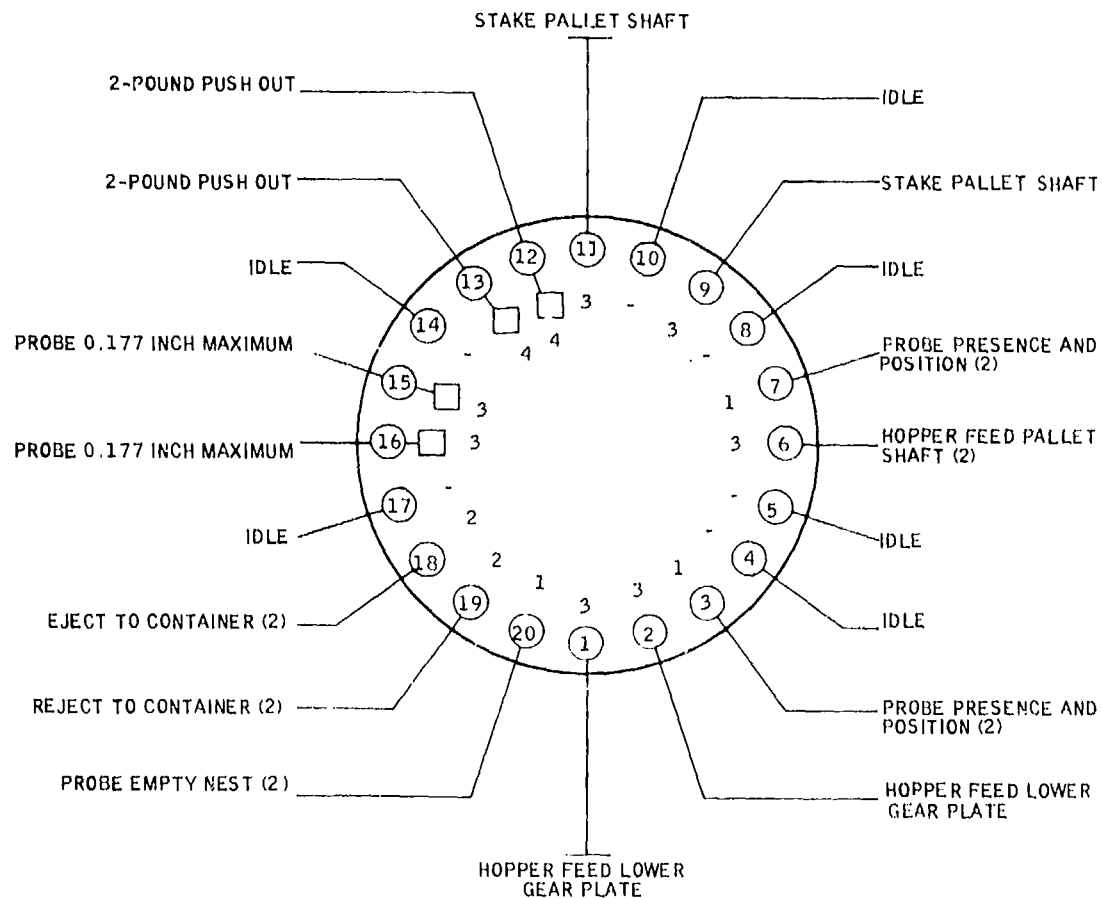 STAKE PALLET SHAFT
2-POUND PUSH OUT
IDLE
2-POUND PUSH OUT
STAKE PALLET SHAFT
IDLE
IDLE
PROBE 0.177 INCH MAXIMUM
PROBE PRESENCE AND
POSITION (2)
PROBE 0.177 INCH MAXIMUM
HOPPER FEED PALLET
SHAFT (2)
IDLE
IDLE
EJECT TO CONTAINER (2)
IDLE
REJECT TO CONTAINER (2)
PROBE PRESENCE AND
POSITION (2)
PROBE EMPTY NEST (2)
HOPPER FEED LOWER
GEAR PLATE
HOPPER FEED LOWER
GEAR PLATE
11
12
10
13
9
14
8
15
7
16
6
17
5
18
4
19
3
20
2
1
3
-
4
3
4
-
-
3
1
3
3
-
-
2
-
2
1
1
3
3